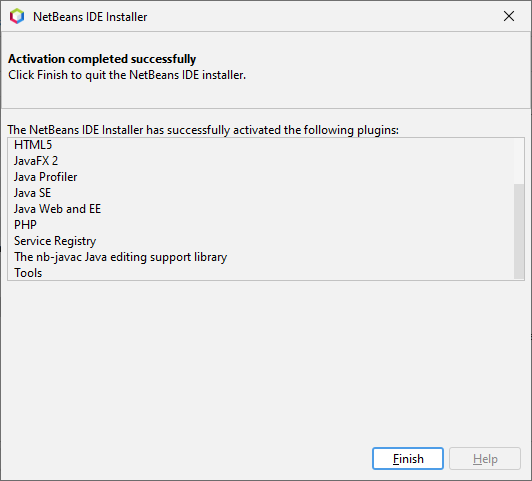 NetBeans IDE Installer
Activation completed successfully
Click Finish to quit the NetBeans IDE installer.
The NetBeans IDE Installer has successfully activated the following plugins:
HTML5
JavaFX 2
Java Profiler
Java SE
Java Web and EE
PHP
Service Registry
The nb-javac Java editing support library
Tools
Finish
Help